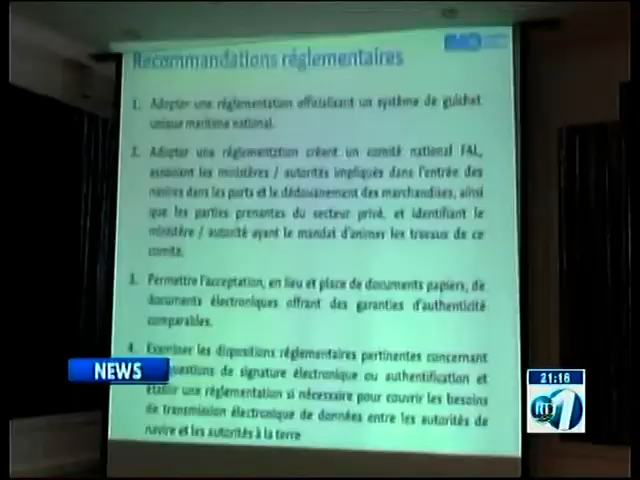 Recommandations réglementaires
1. Adopter une réglementation officialisant un système de guichet
unique maritime national.
2. Adopter une réglementation créant un comité national FAL,
associant les ministères / autorités impliqués dans l'entrée des
navires dans les ports et le dédouanement des marchandises, ainsi
que les parties prenantes du secteur privé, et identifiant le
ministère / autorité ayant le mandat d'animer les travaux de ce
comité.
3. Permettre l'acceptation, en lieu et place de documents papiers, de
documents électroniques offrant des garanties d'authenticité
comparables.
4. Examiner les dispositions réglementaires pertinentes concernant
questions de signature électronique ou authentification et
établir une réglementation si nécessaire pour couvrir les besoins
de transmission électronique de données entre les autorités de
navire et les autorités à la terre
NEWS
21:16